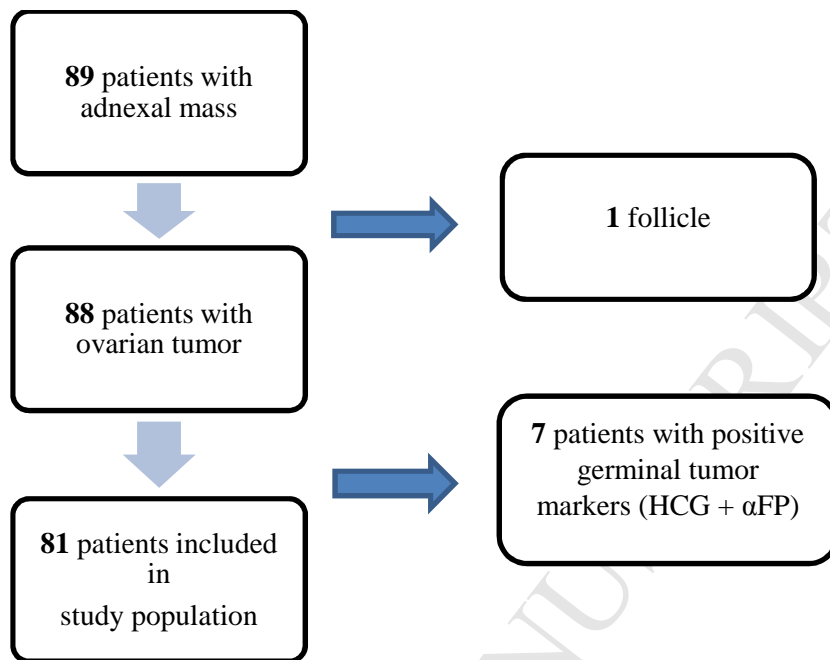 89 patients with
adnexal mass
1 follicle
88 patients with
ovarian tumor
7 patients with positive
germinal tumor
markers (HCG + αFP)
81 patients included
in
study population